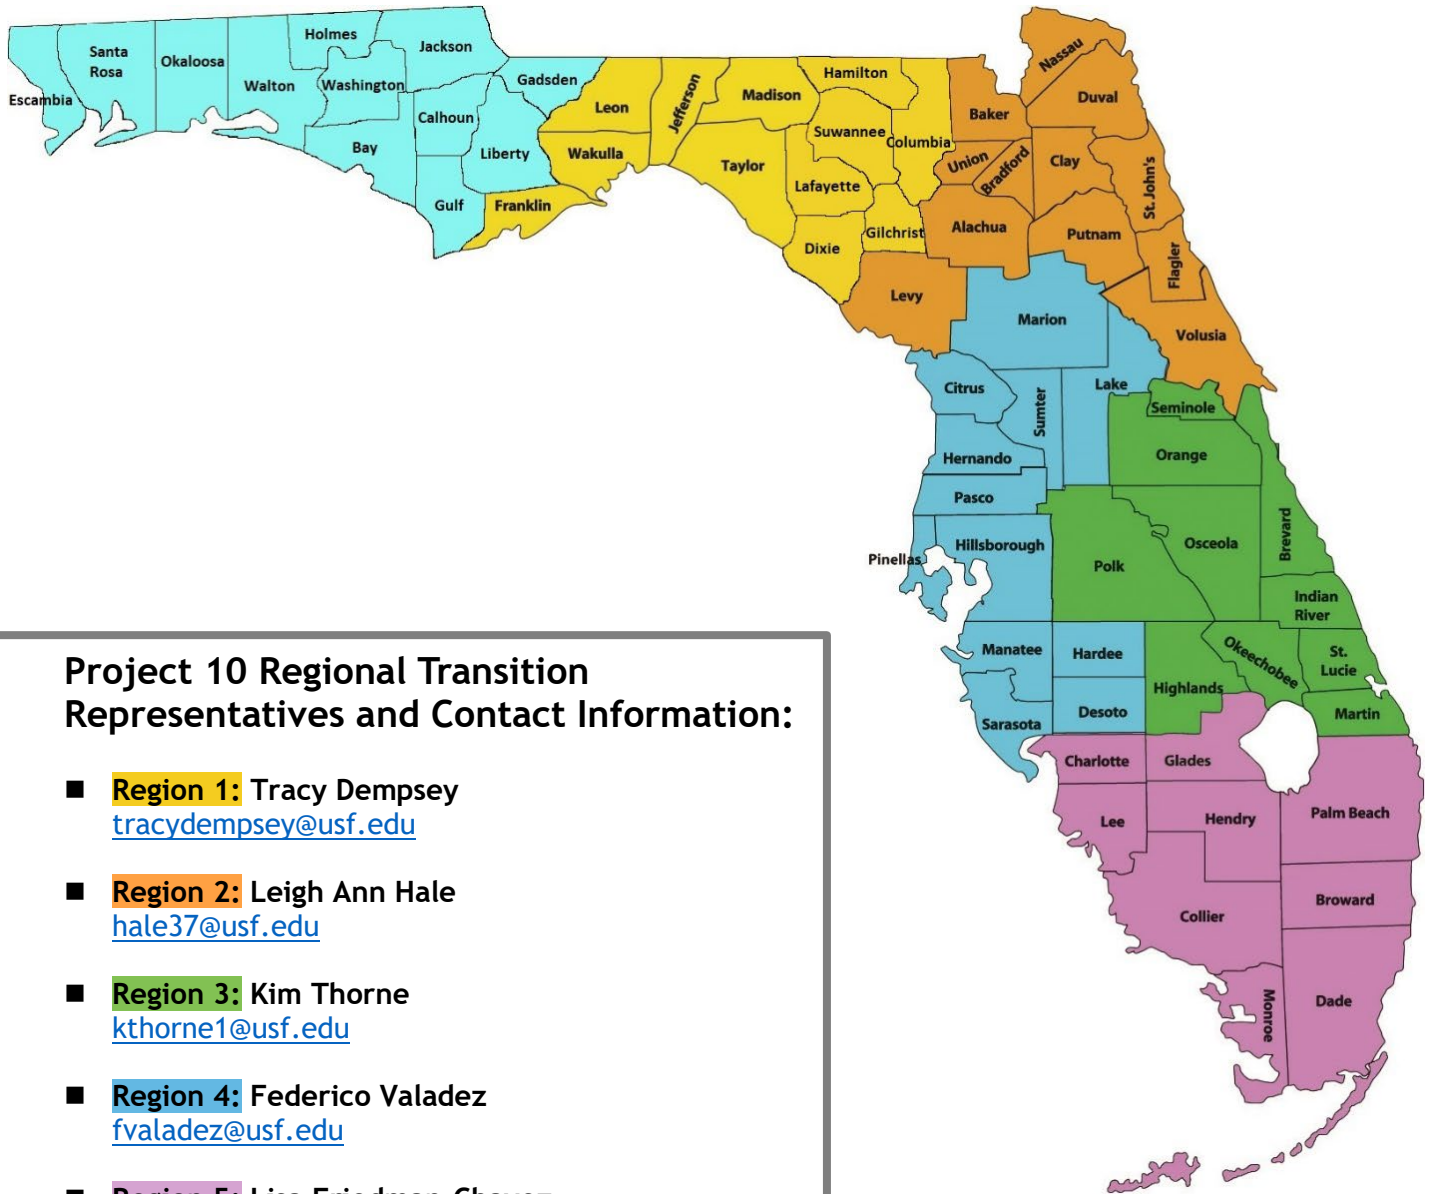 Escambia
Santa
Rosa
Okaloosa
Walton
Holmes
Washington
Jackson
Bay
Calhoun
Gulf
Liberty
Gadsden
Franklin
Leon
Wakulla
Jefferson
Madison
Taylor
Hamilton
Suwannee
Columbia
Lafayette
Dixie
Gilchrist
Baker
Nassau
Duval
Union
Bradford
Clay
St. John's
Alachua
Putnam
Flagler
Levy
Volusia
Marion
Citrus
Sumter
Lake
Hernando
Pasco
Pinellas
Hillsborough
Manatee
Hardee
Sarasota
Desoto
Seminole
Orange
Brevard
Osceola
Polk
Indian
River
Okeechobee
St.
Lucie
Highlands
Martin
Charlotte
Glades
Lee
Hendry
Palm Beach
Collier
Broward
Monroe
Dade
Project 10 Regional Transition
Representatives and Contact Information:
Region 1: Tracy Dempsey
tracydempsey@usf.edu
Region 2: Leigh Ann Hale
hale37@usf.edu
Region 3: Kim Thorne
kthorne1@usf.edu
Region 4: Federico Valadez
fvaladez@usf.edu
Region 5: Lisa Friedman-Chavez